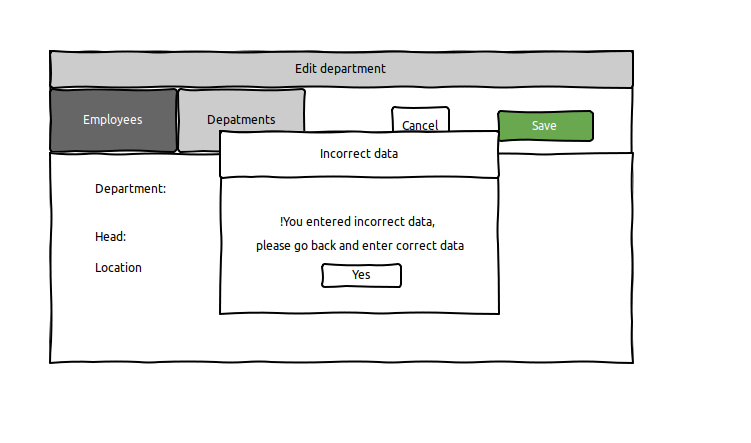 Edit department
Employees
Depatments
Cancel
Save
Incorrect data
Department:
!You entered incorrect data,
Head:
please go back and enter correct data
Location
Yes